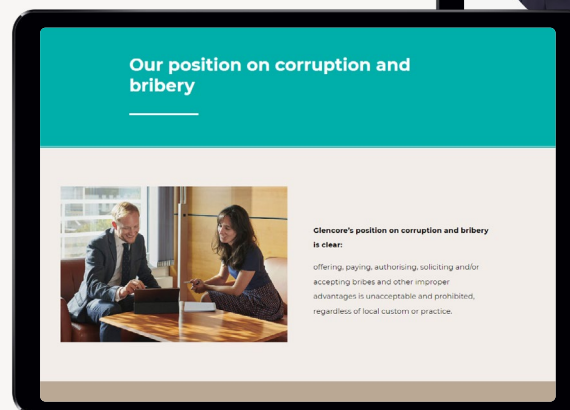 Our position on corruption and
bribery
Glencore's position on corruption and bribery
is clear:
offering, paying, authorising, soliciting and/or
accepting bribes and other improper
advantages is unacceptable and prohibited,
regardless of local custom or practice.